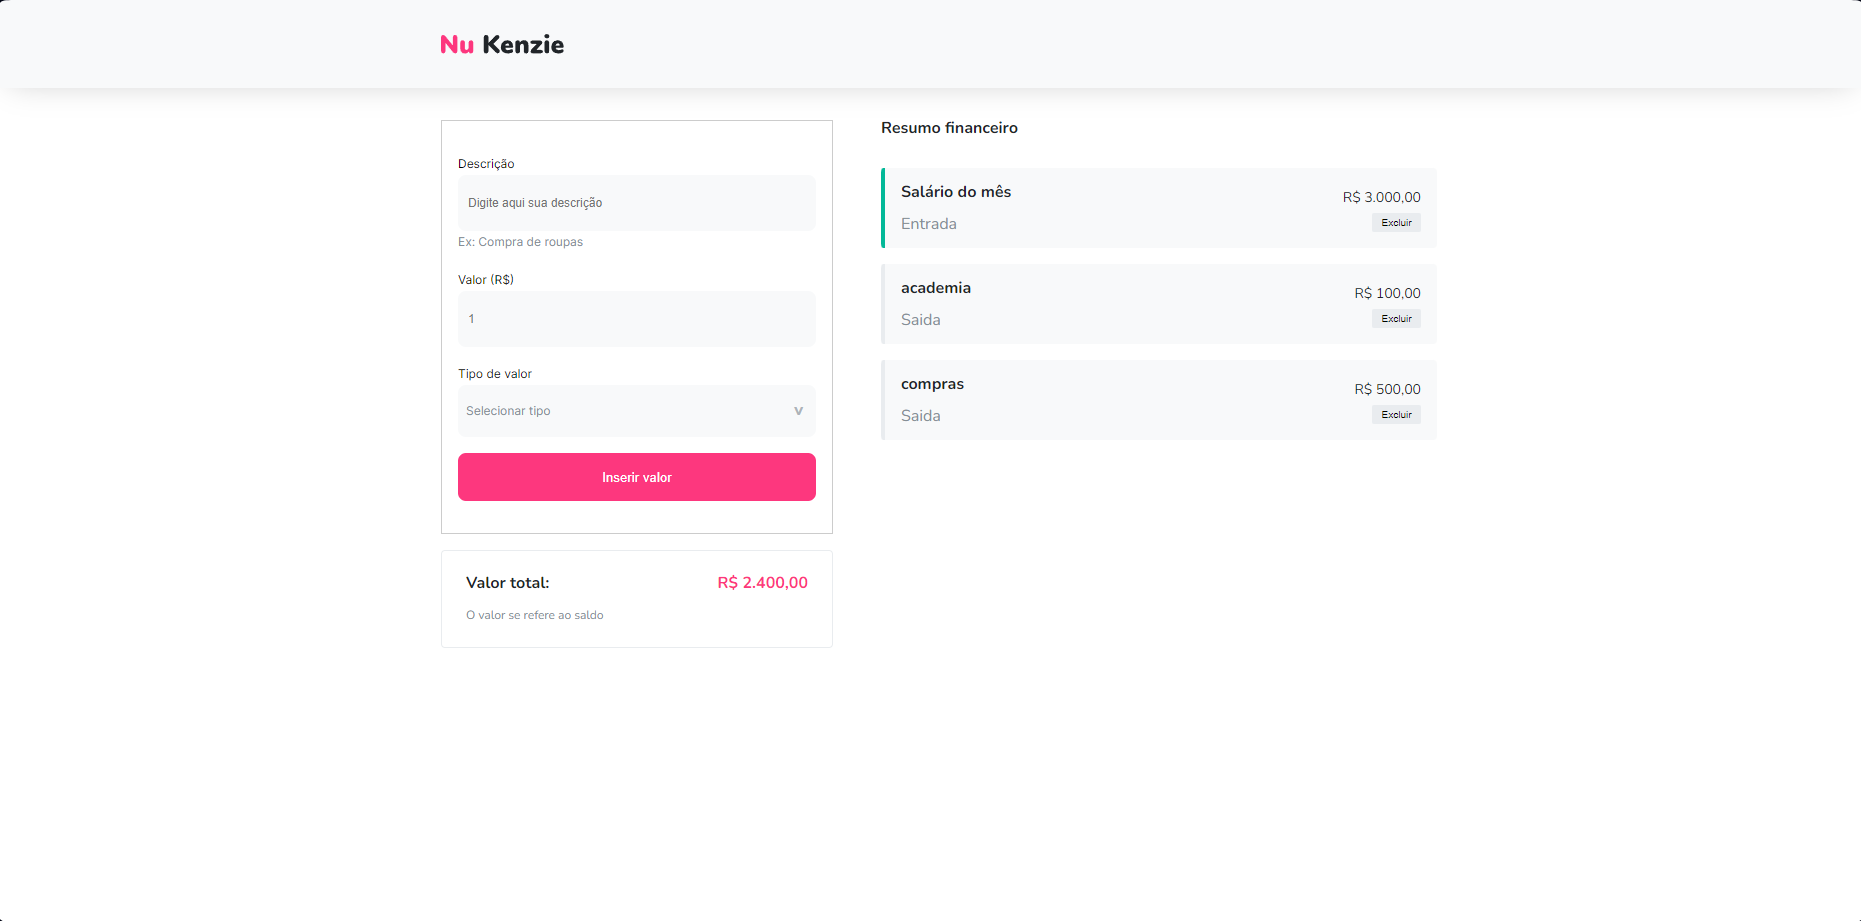 Nu Kenzie
Descrição
Digite aqui sua descrição
Ex: Compra de roupas
Valor (R$)
1
Tipo de valor
Selecionar tipo
v
Inserir valor
Valor total:
R$ 2.400,00
O valor se refere ao saldo
Resumo financeiro
Salário do mês
R$ 3.000,00
Entrada
Excluir
academia
R$ 100,00
Saida
Excluir
compras
R$ 500,00
Saida
Excluir